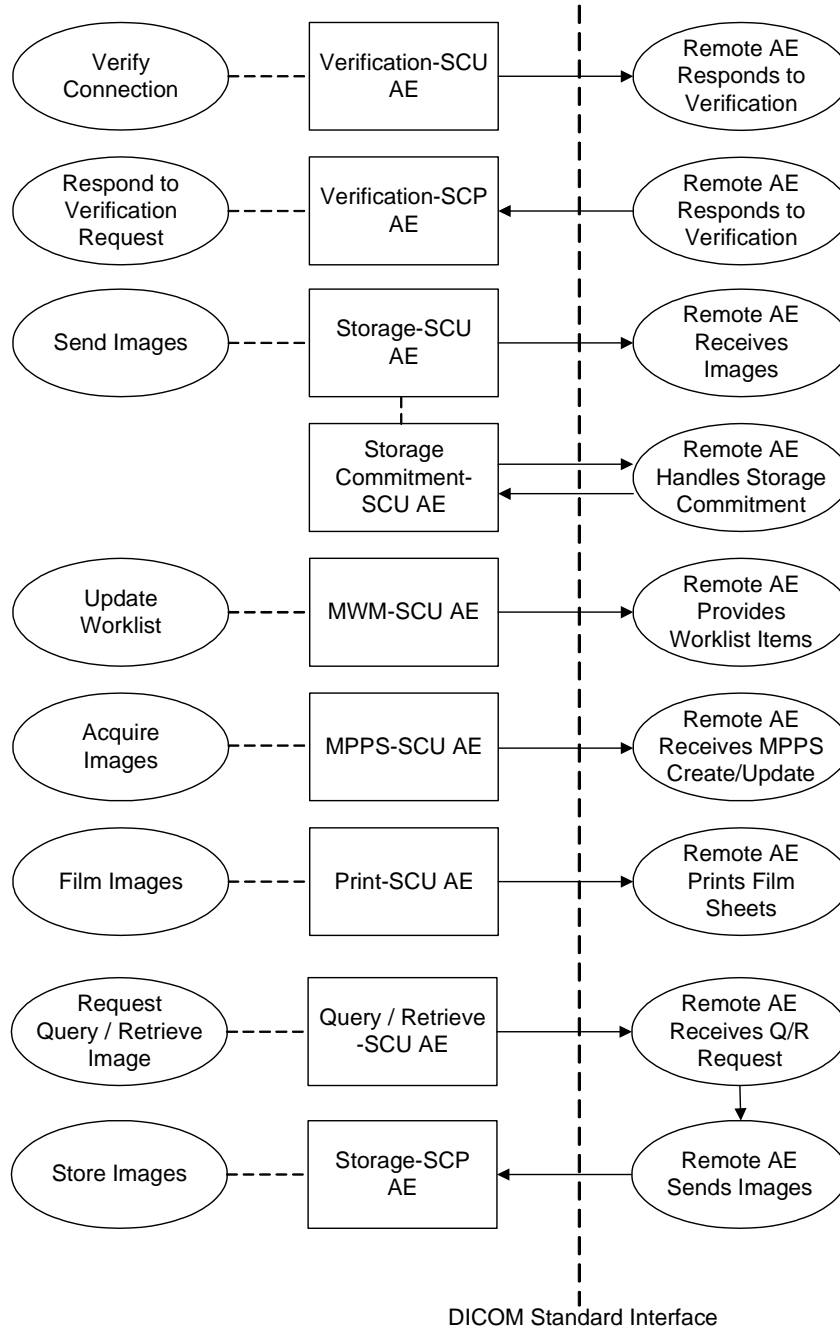 Verify
Connection
Verification-SCU
AE
Remote AE
Responds to
Verification
Respond to
Verification
Request
Verification-SCP
AE
Remote AE
Responds to
Verification
Send Images
Storage-SCU
AE
Remote AE
Receives
Images
Storage
Commitment-
SCU AE
Remote AE
Handles Storage
Commitment
Update
Worklist
MWM-SCU AE
Remote AE
Provides
Worklist Items
Acquire
Images
MPPS-SCU AE
Remote AE
Receives MPPS
Create/Update
Film Images
Print-SCU AE
Remote AE
Prints Film
Sheets
Request
Query / Retrieve
Image
Query / Retrieve
-SCU AE
Remote AE
Receives Q/R
Request
Store Images
Storage-SCP
AE
Remote AE
Sends Images
DICOM Standard Interface